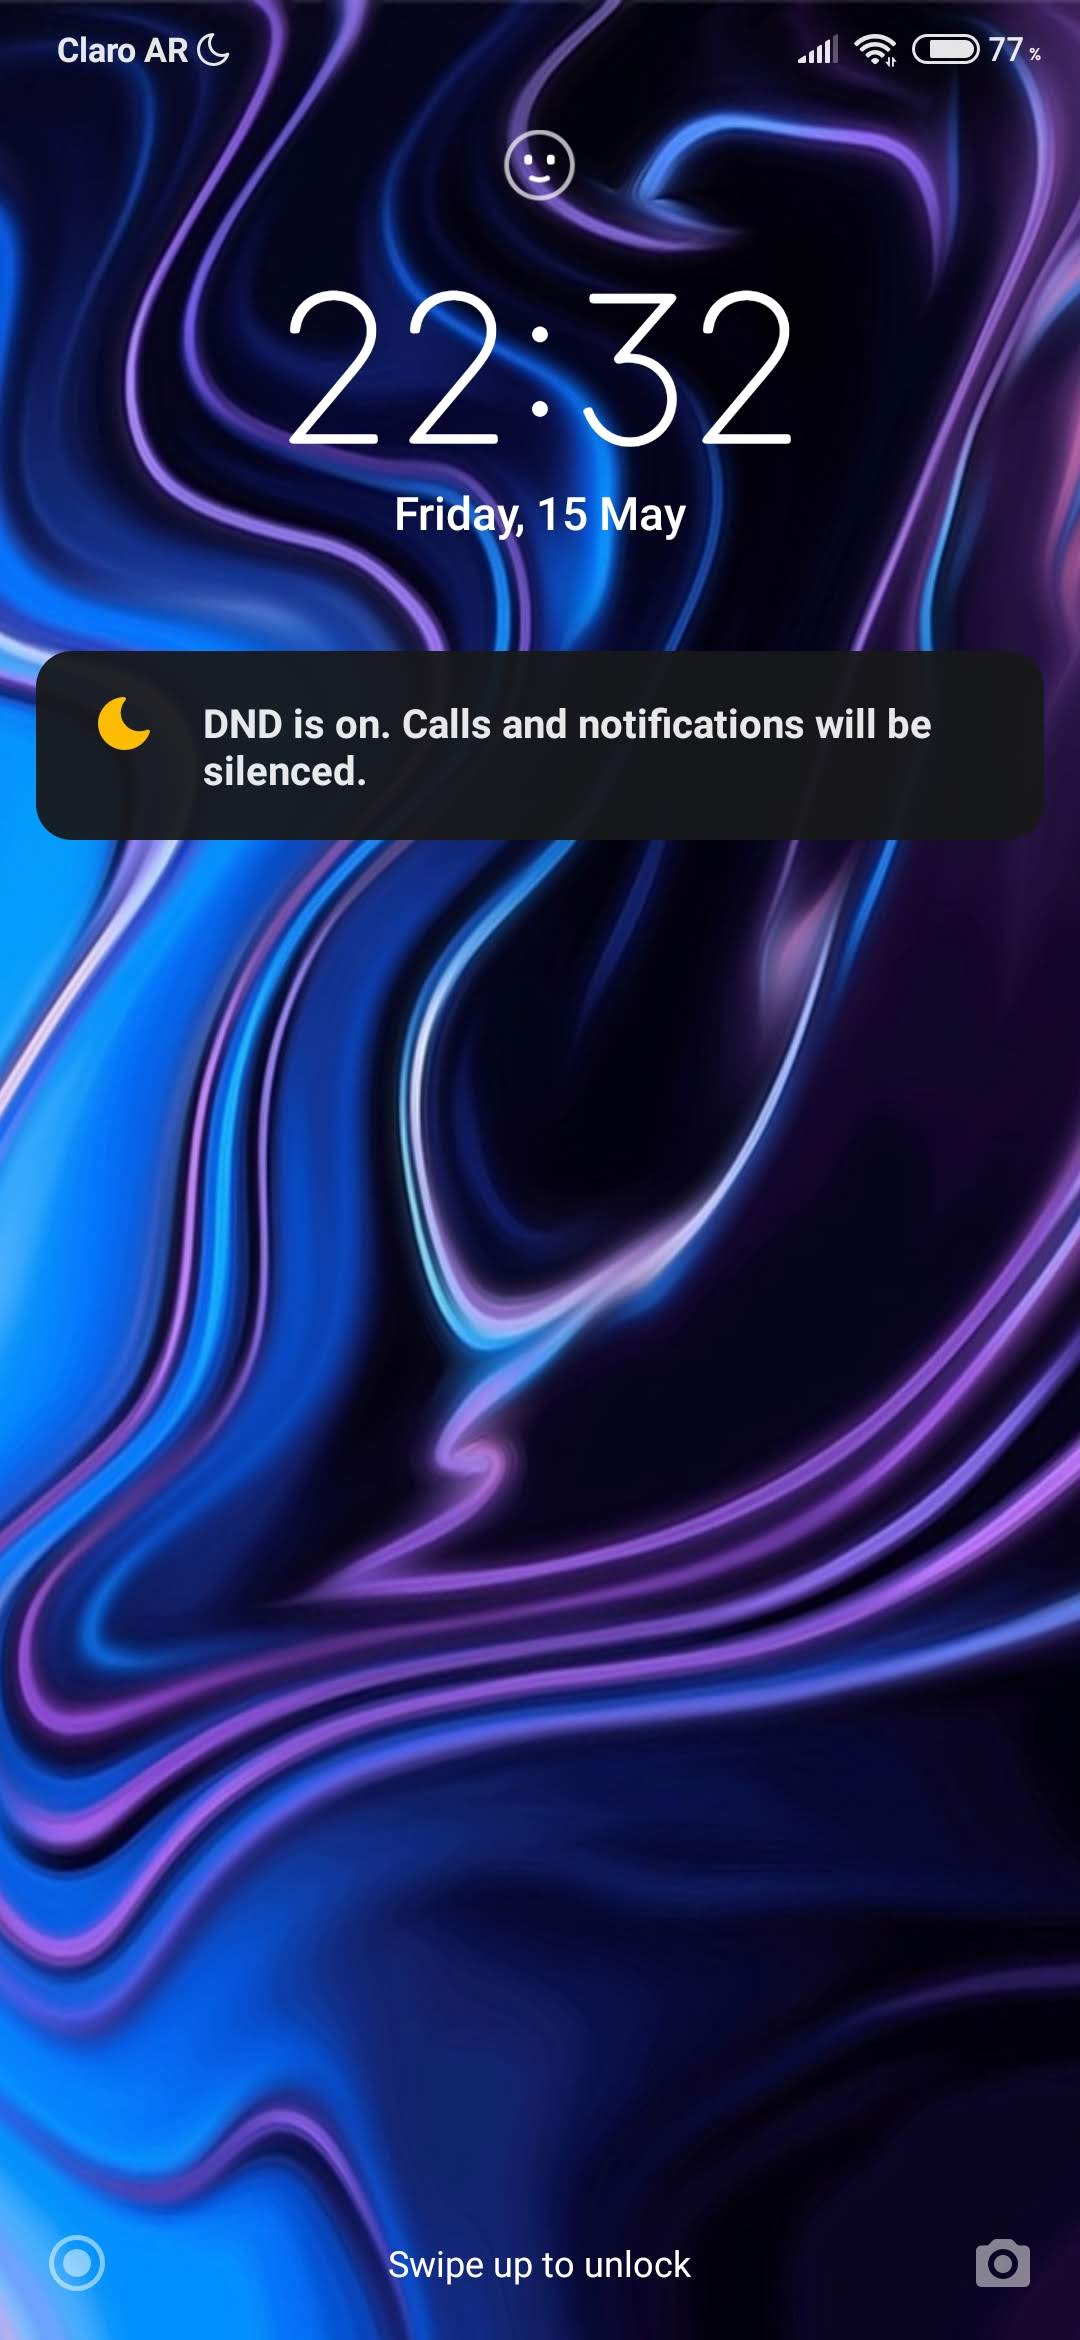 Claro AR 77 %
22:32
Friday, 15 May
DND is on. Calls and notifications will be
silenced.
Swipe up to unlock